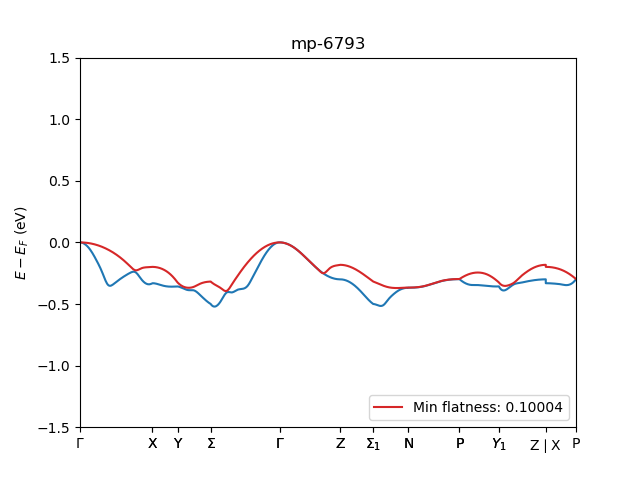 mp-6793
E − E_F (eV)
1.5
1.0
0.5
0.0
−0.5
−1.0
−1.5
Min flatness: 0.10004
Γ X Y Σ Γ Z Σ₁ N P Y₁ Z | X P